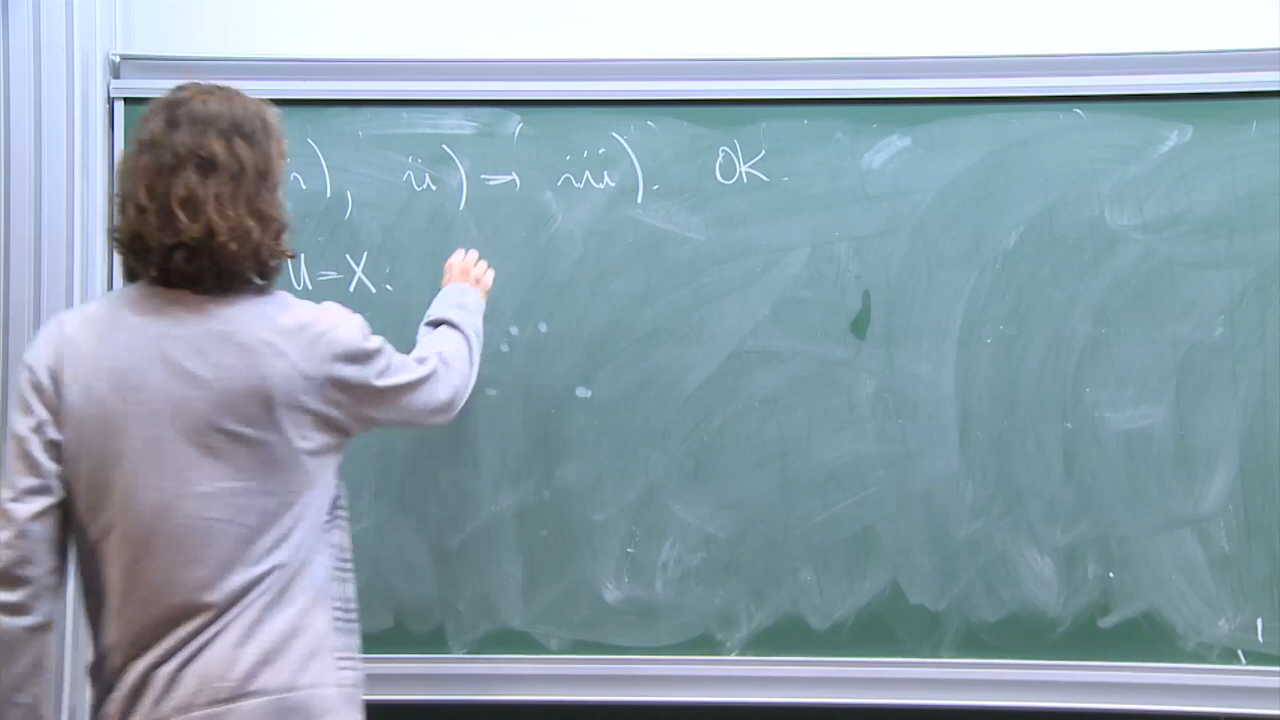 ), ii) → iii). OK.
U = X: